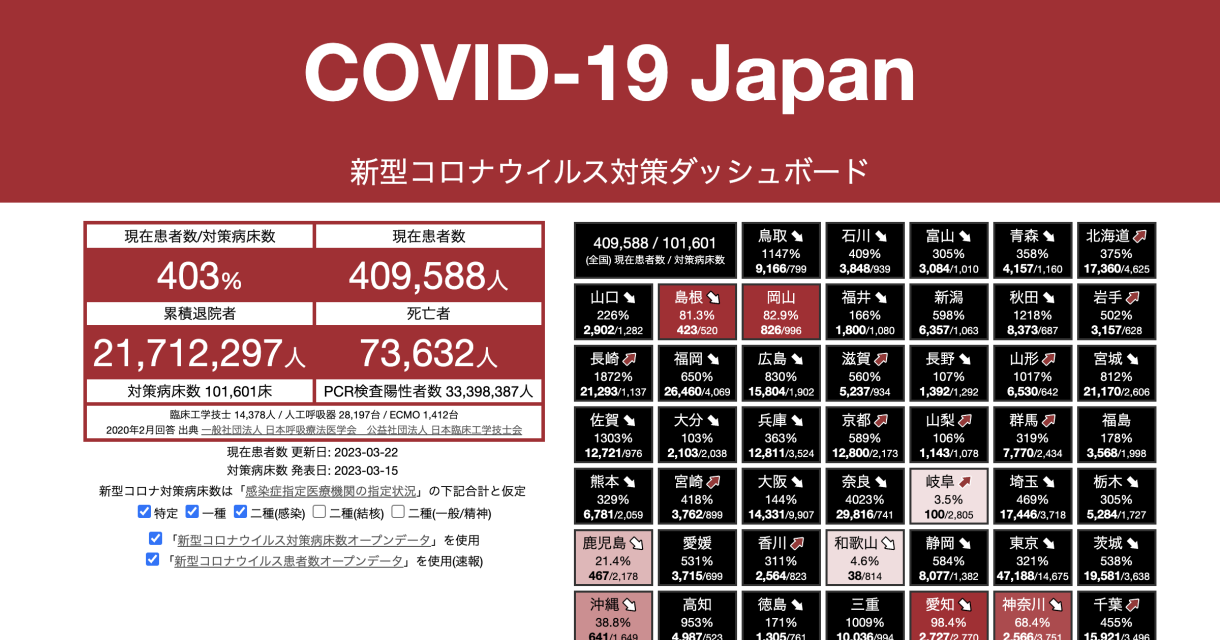 COVID-19 Japan
新型コロナウイルス対策ダッシュボード
現在患者数/対策病床数
現在患者数
403%
409,588人
累積退院者
死亡者
21,712,297人
73,632人
対策病床数 101,601床
PCR検査陽性者数 33,398,387人
臨床工学技士 14,378人 / 人工呼吸器 28,197台 / ECMO 1,412台
2020年2月回答 出典 一般社団法人 日本呼吸療法医学会　公益社団法人 日本臨床工学技士会
現在患者数 更新日: 2023-03-22
対策病床数 発表日: 2023-03-15
新型コロナ対策病床数は「感染症指定医療機関の指定状況」の下記合計と仮定
特定 一種 二種(感染) 二種(結核) 二種(一般/精神)
「新型コロナウイルス対策病床数オープンデータ」を使用
「新型コロナウイルス患者数オープンデータ」を使用(速報)
409,588 / 101,601
(全国) 現在患者数 / 対策病床数
鳥取
1147%
9,166/799
石川
409%
3,848/939
富山
305%
3,084/1,010
青森
358%
4,157/1,160
北海道
375%
17,360/4,625
山口
226%
2,902/1,282
島根
81.3%
423/520
岡山
82.9%
826/996
福井
166%
1,800/1,080
新潟
598%
6,357/1,063
秋田
1218%
8,373/687
岩手
502%
3,157/628
長崎
1872%
21,293/1,137
福岡
650%
26,460/4,069
広島
830%
15,804/1,902
滋賀
560%
5,237/934
長野
107%
1,392/1,292
山形
1017%
6,530/642
宮城
812%
21,170/2,606
佐賀
1303%
12,721/976
大分
103%
2,103/2,038
兵庫
363%
12,811/3,524
京都
589%
12,800/2,173
山梨
106%
1,143/1,078
群馬
319%
7,770/2,434
福島
178%
3,568/1,998
熊本
329%
6,781/2,059
宮崎
418%
3,762/899
大阪
144%
14,331/9,907
奈良
4023%
29,816/741
岐阜
3.5%
100/2,805
埼玉
469%
17,446/3,718
栃木
305%
5,284/1,727
鹿児島
21.4%
467/2,178
愛媛
531%
3,715/699
香川
311%
2,564/823
和歌山
4.6%
38/814
静岡
584%
8,077/1,382
東京
321%
47,188/14,675
茨城
538%
19,581/3,638
沖縄
38.8%
641/1,649
高知
953%
4,987/523
徳島
171%
1,305/761
三重
1009%
10,036/994
愛知
98.4%
2,727/2,770
神奈川
68.4%
2,566/3,751
千葉
455%
15,921/3,496